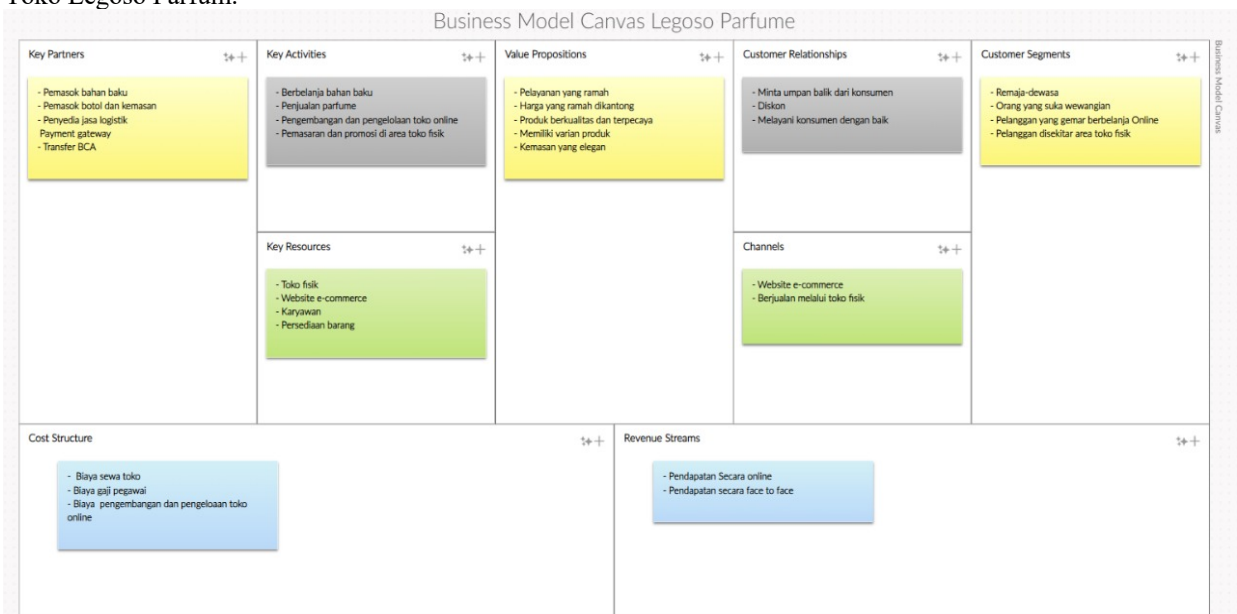 Toko Legoso Parfum.
Business Model Canvas Legoso Parfume
Key Partners
- Pemasok bahan baku
- Pemasok botol dan kemasan
- Penyedia jasa logistik
Payment gateway
- Transfer BCA
Key Activities
- Berbelanja bahan baku
- Penjualan parfume
- Pengembangan dan pengelolaan toko online
- Pemasaran dan promosi di area toko fisik
Key Resources
- Toko fisik
- Website e-commerce
- Karyawan
- Persediaan barang
Value Propositions
- Pelayanan yang ramah
- Harga yang ramah dikantong
- Produk berkualitas dan terpecaya
- Memiliki varian produk
- Kemasan yang elegan
Customer Relationships
- Minta umpan balik dari konsumen
- Diskon
- Melayani konsumen dengan baik
Channels
- Website e-commerce
- Berjualan melalui toko fisik
Customer Segments
- Remaja-dewasa
- Orang yang suka wewangian
- Pelanggan yang gemar berbelanja Online
- Pelanggan disekitar area toko fisik
Business Model Canvas
Cost Structure
- Biaya sewa toko
- Biaya gaji pegawai
- Biaya pengembangan dan pengeloaan toko
online
Revenue Streams
- Pendapatan Secara online
- Pendapatan secara face to face